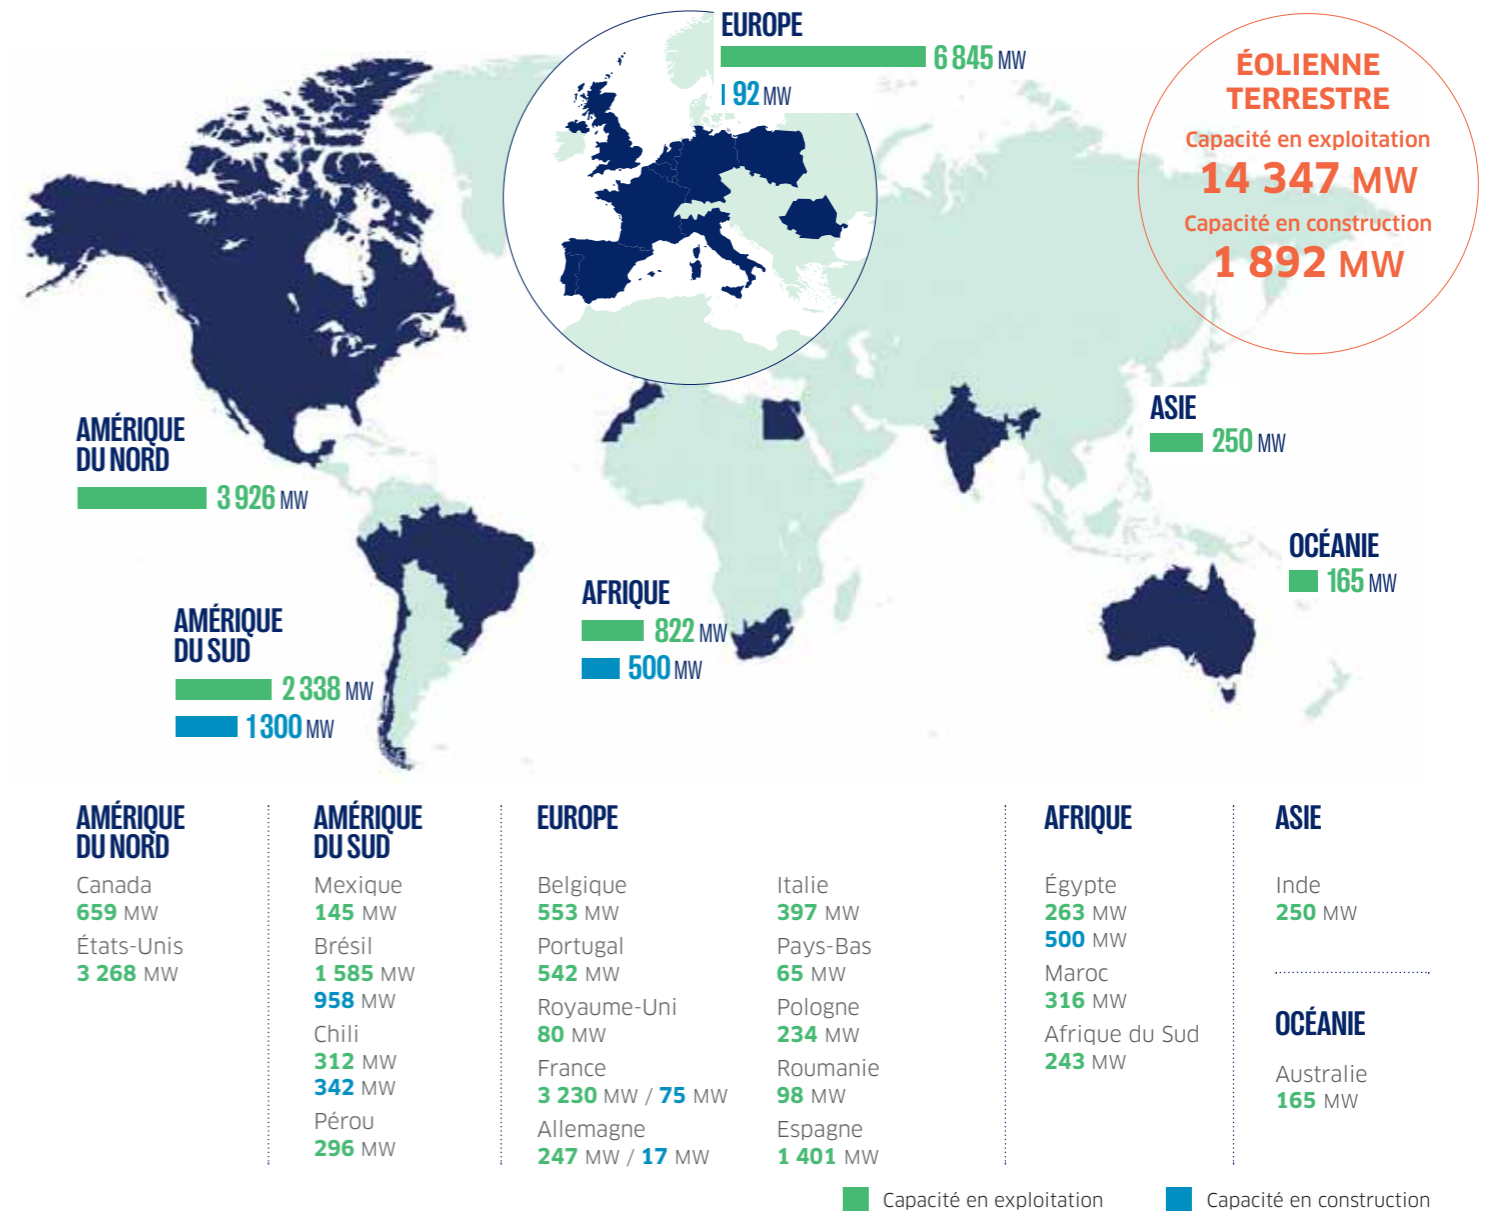 EUROPE
6 845 MW
92 MW
ÉOLIENNE
TERRESTRE
Capacité en exploitation
14 347 MW
Capacité en construction
1 892 MW
AMÉRIQUE
DU NORD
3 926 MW
ASIE
250 MW
OCÉANIE
165 MW
AFRIQUE
822 MW
500 MW
AMÉRIQUE
DU SUD
2 338 MW
1 300 MW
AMÉRIQUE
DU NORD
Canada
659 MW
États-Unis
3 268 MW
AMÉRIQUE
DU SUD
Mexique
145 MW
Brésil
1 585 MW
958 MW
Chili
312 MW
342 MW
Pérou
296 MW
EUROPE
Belgique
553 MW
Portugal
542 MW
Royaume-Uni
80 MW
France
3 230 MW / 75 MW
Allemagne
247 MW / 17 MW
Italie
397 MW
Pays-Bas
65 MW
Pologne
234 MW
Roumanie
98 MW
Espagne
1 401 MW
AFRIQUE
Égypte
263 MW
500 MW
Maroc
316 MW
Afrique du Sud
243 MW
ASIE
Inde
250 MW
OCÉANIE
Australie
165 MW
Capacité en exploitation
Capacité en construction